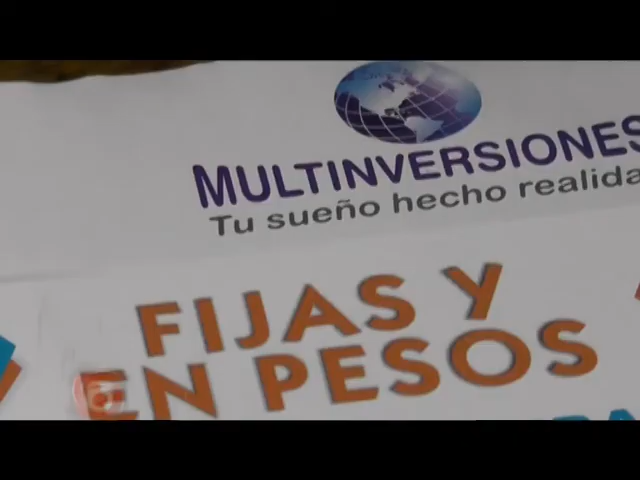 MULTINVERSIONES
Tu sueño hecho realida
FIJAS Y
EN PESOS